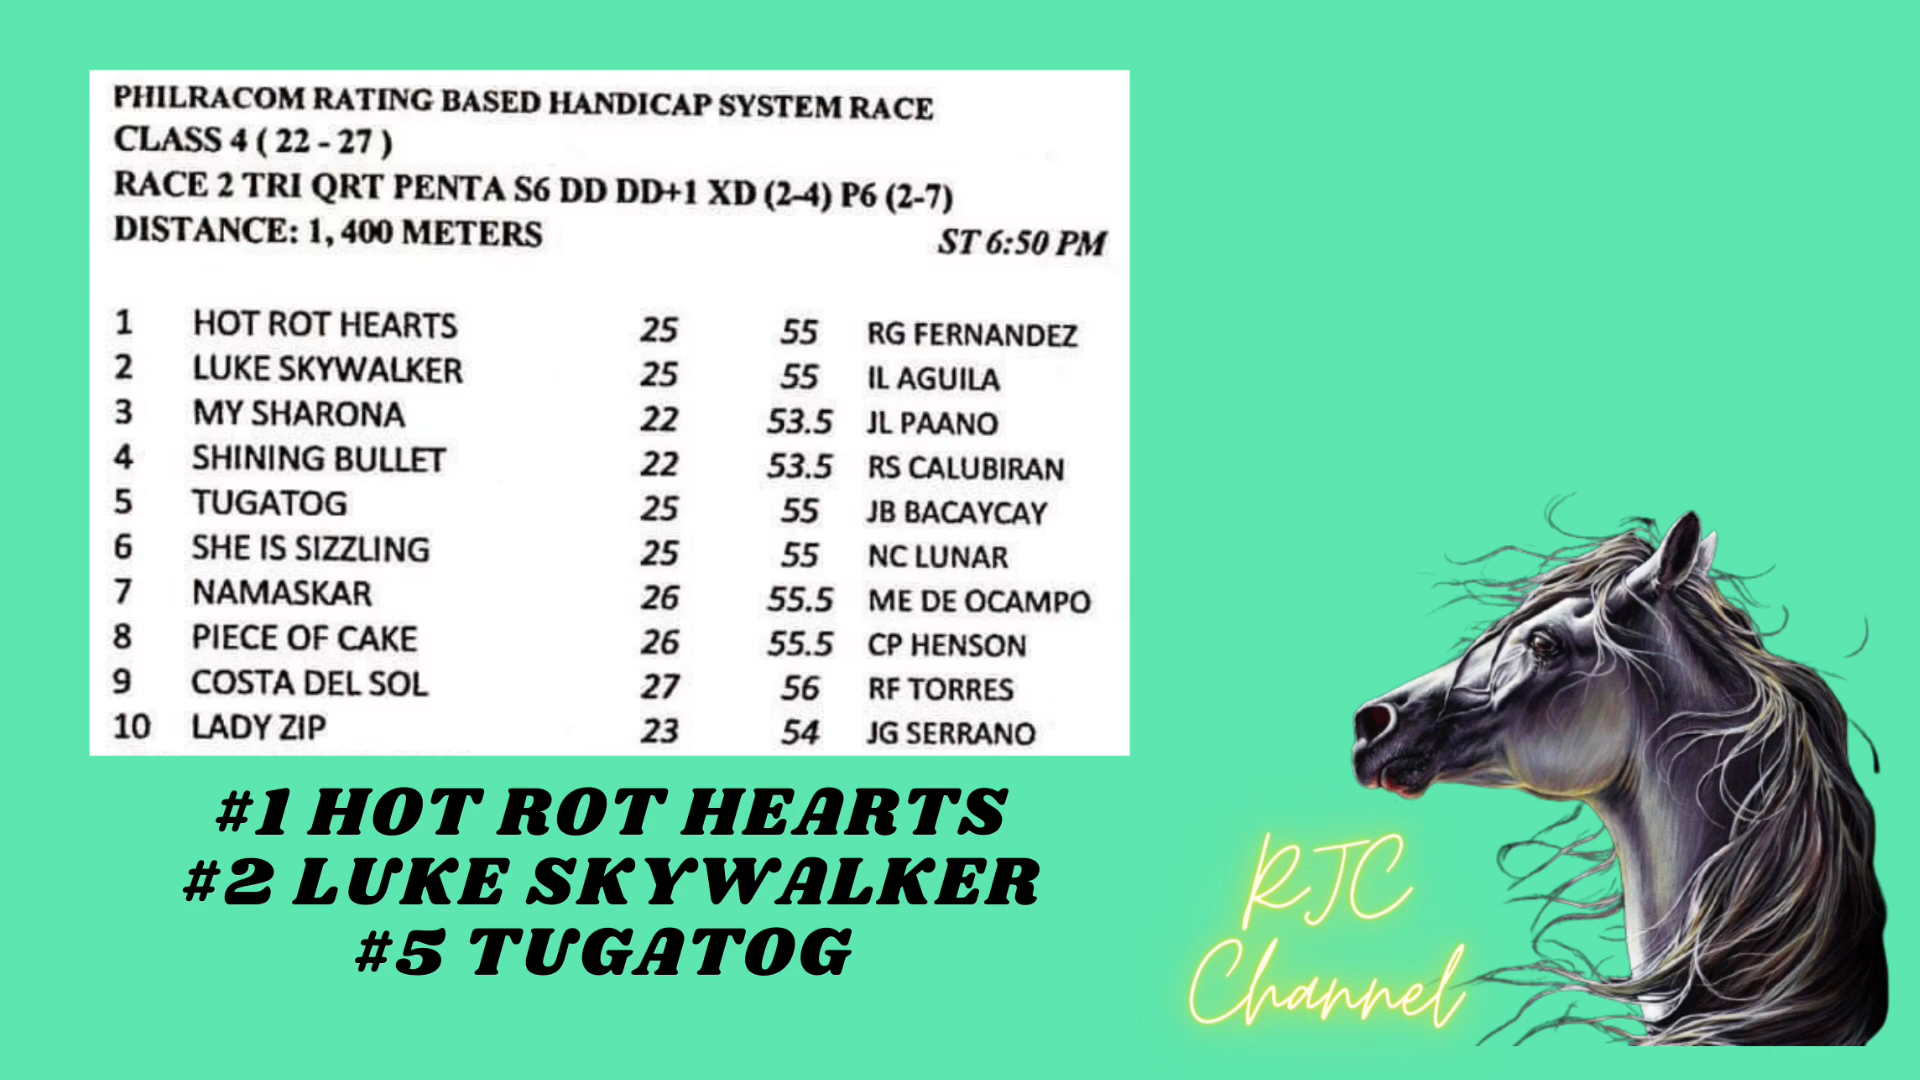 PHILRACOM RATING BASED HANDICAP SYSTEM RACE
CLASS 4 ( 22 - 27 )
RACE 2 TRI QRT PENTA S6 DD DD+1 XD (2-4) P6 (2-7)
DISTANCE: 1, 400 METERS ST 6:50 PM
1 HOT ROT HEARTS 25 55 RG FERNANDEZ
2 LUKE SKYWALKER 25 55 IL AGUILA
3 MY SHARONA 22 53.5 JL PAANO
4 SHINING BULLET 22 53.5 RS CALUBIRAN
5 TUGATOG 25 55 JB BACAYCAY
6 SHE IS SIZZLING 25 55 NC LUNAR
7 NAMASKAR 26 55.5 ME DE OCAMPO
8 PIECE OF CAKE 26 55.5 CP HENSON
9 COSTA DEL SOL 27 56 RF TORRES
10 LADY ZIP 23 54 JG SERRANO
#1 HOT ROT HEARTS
#2 LUKE SKYWALKER
#5 TUGATOG
RJC
Channel